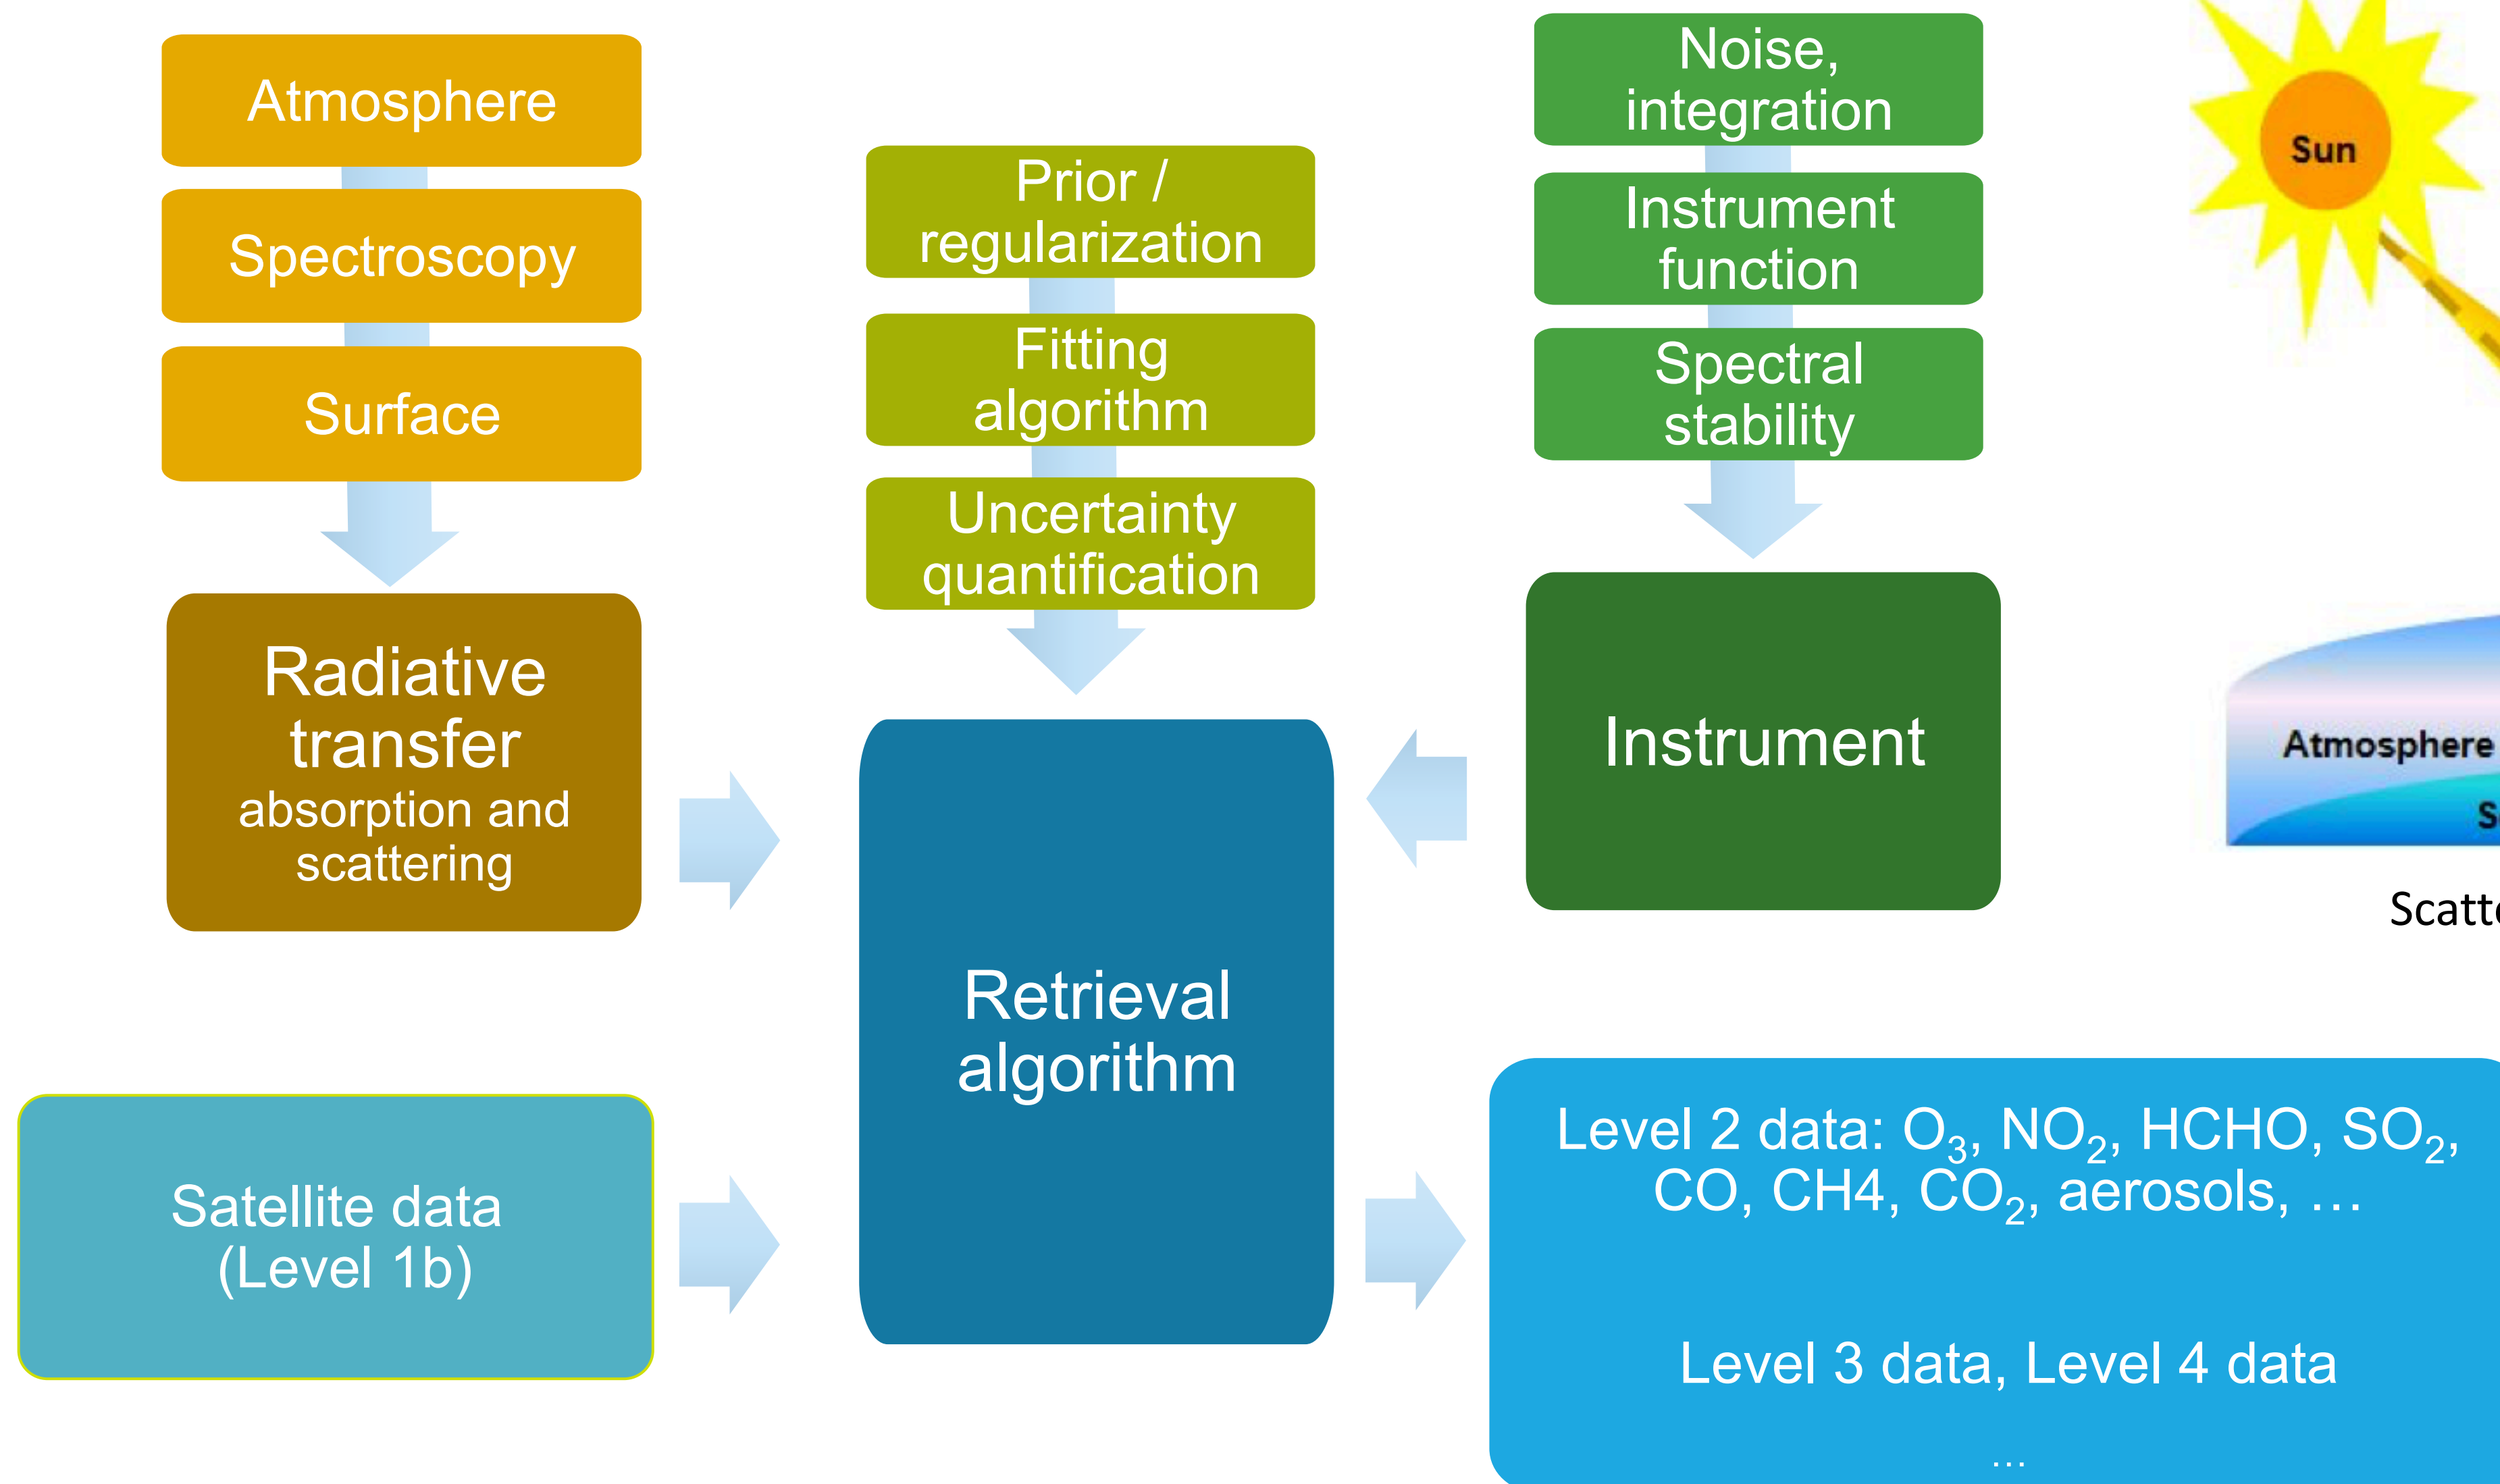 Atmosphere
Spectroscopy
Surface
Radiative
transfer
absorption and
scattering
Satellite data
(Level 1b)
Prior /
regularization
Fitting
algorithm
Uncertainty
quantification
Retrieval
algorithm
Noise,
integration
Instrument
function
Spectral
stability
Instrument
Level 2 data: O₃, NO₂, HCHO, SO₂,
CO, CH4, CO₂, aerosols, …
Level 3 data, Level 4 data
…
Sun
Atmosphere